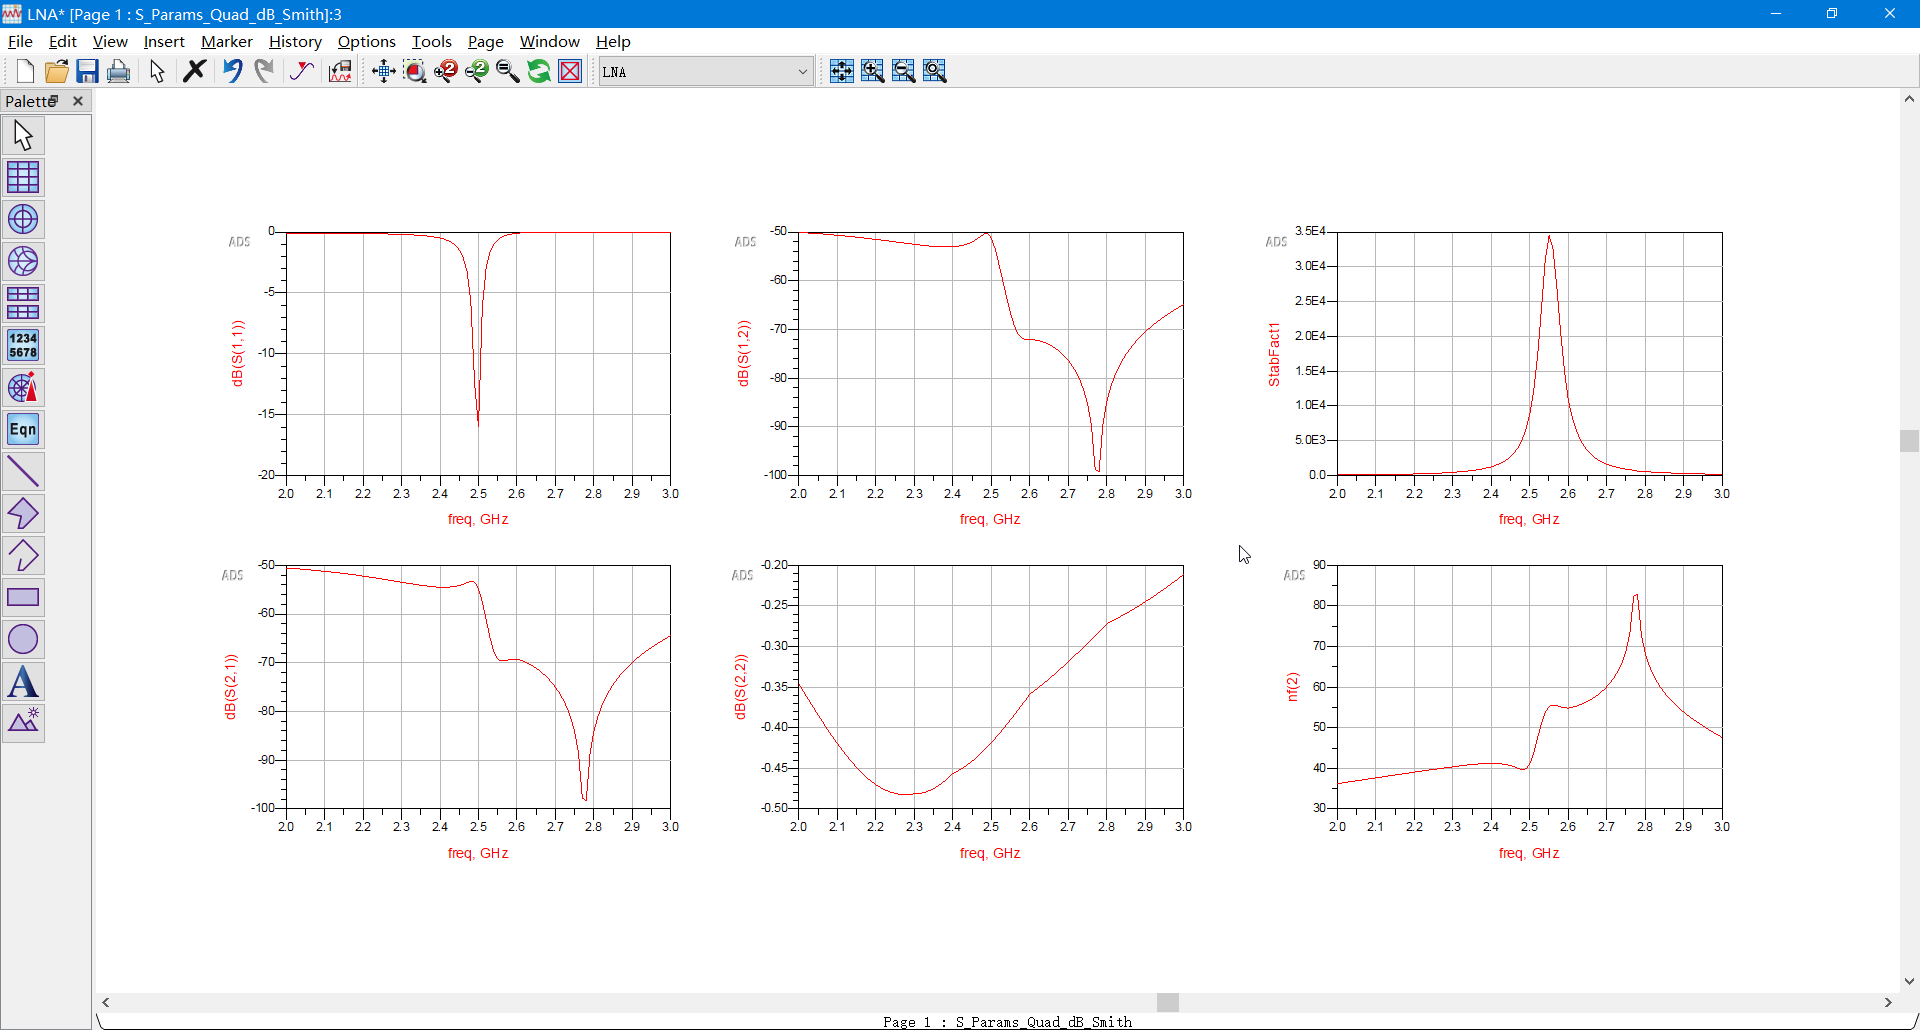 LNA* [Page 1 : S_Params_Quad_dB_Smith]:3
File Edit View Insert Marker History Options Tools Page Window Help
2 2 LNA
Palette
1234
5678
Eqn
A
ADS
0
-5
-10
-15
-20
dB(S(1,1))
2.0 2.1 2.2 2.3 2.4 2.5 2.6 2.7 2.8 2.9 3.0
freq, GHz
ADS
-50
-60
-70
-80
-90
-100
dB(S(1,2))
2.0 2.1 2.2 2.3 2.4 2.5 2.6 2.7 2.8 2.9 3.0
freq, GHz
ADS
3.5E4
3.0E4
2.5E4
2.0E4
1.5E4
1.0E4
5.0E3
0.0
StabFact1
2.0 2.1 2.2 2.3 2.4 2.5 2.6 2.7 2.8 2.9 3.0
freq, GHz
ADS
-50
-60
-70
-80
-90
-100
dB(S(2,1))
2.0 2.1 2.2 2.3 2.4 2.5 2.6 2.7 2.8 2.9 3.0
freq, GHz
ADS
-0.20
-0.25
-0.30
-0.35
-0.40
-0.45
-0.50
dB(S(2,2))
2.0 2.1 2.2 2.3 2.4 2.5 2.6 2.7 2.8 2.9 3.0
freq, GHz
ADS
90
80
70
60
50
40
30
nf(2)
2.0 2.1 2.2 2.3 2.4 2.5 2.6 2.7 2.8 2.9 3.0
freq, GHz
Page 1 : S_Params_Quad_dB_Smith